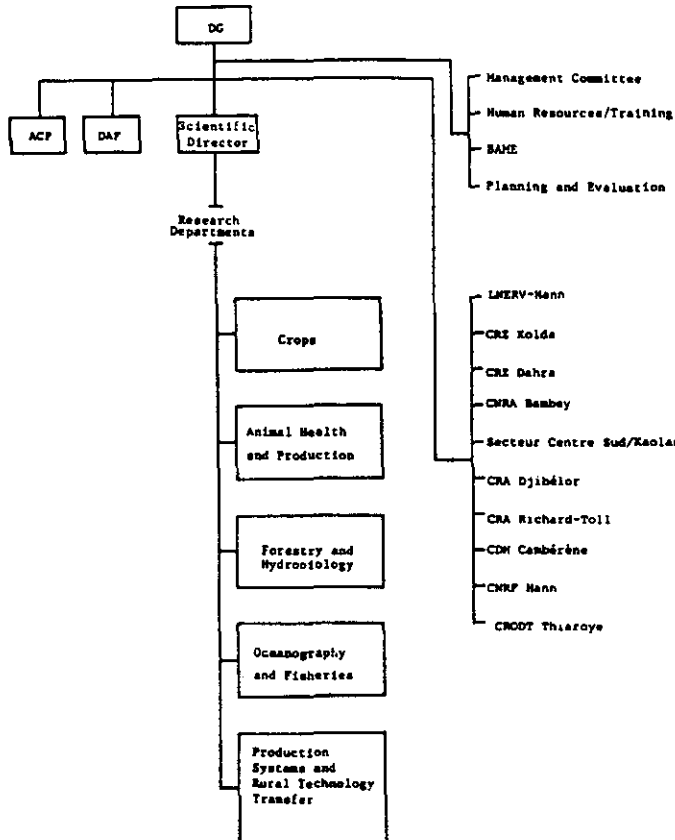 DG
ACP
DAF
Scientific
Director
Management Committee
Human Resources/Training
BAME
Planning and Evaluation
Research
Departments
Crops
Animal Health
and Production
Forestry and
Hydrobiology
Oceanography
and Fisheries
Production
Systems and
Rural Technology
Transfer
LNERV-Hann
CRZ Kolda
CRZ Dahra
CNRA Bambey
Secteur Centre Sud/Kaolac
CRA Djibélor
CRA Richard-Toll
CDH Cambérène
CNRF Hann
CRODT Thiaroye